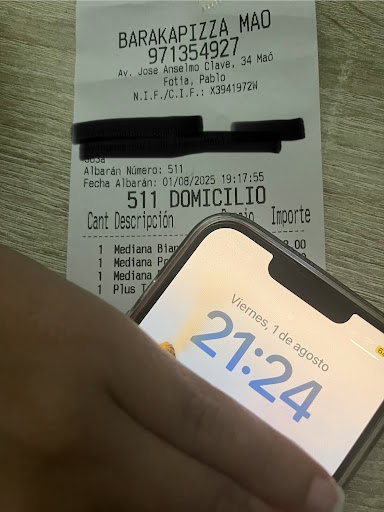 BARAKAPIZZA MAO
971354927
Av. Jose Anselmo Clave, 34 Maó
Fotia, Pablo
N.I.F./C.I.F.: X3941972W
Albarán Número: 511
Fecha Albarán: 01/08/2025 19:17:55
511 DOMICILIO
Cant Descripción Precio Importe
1 Mediana
1 Mediana
1 Mediana
1 Plus
Viernes, 1 de agosto
21:24